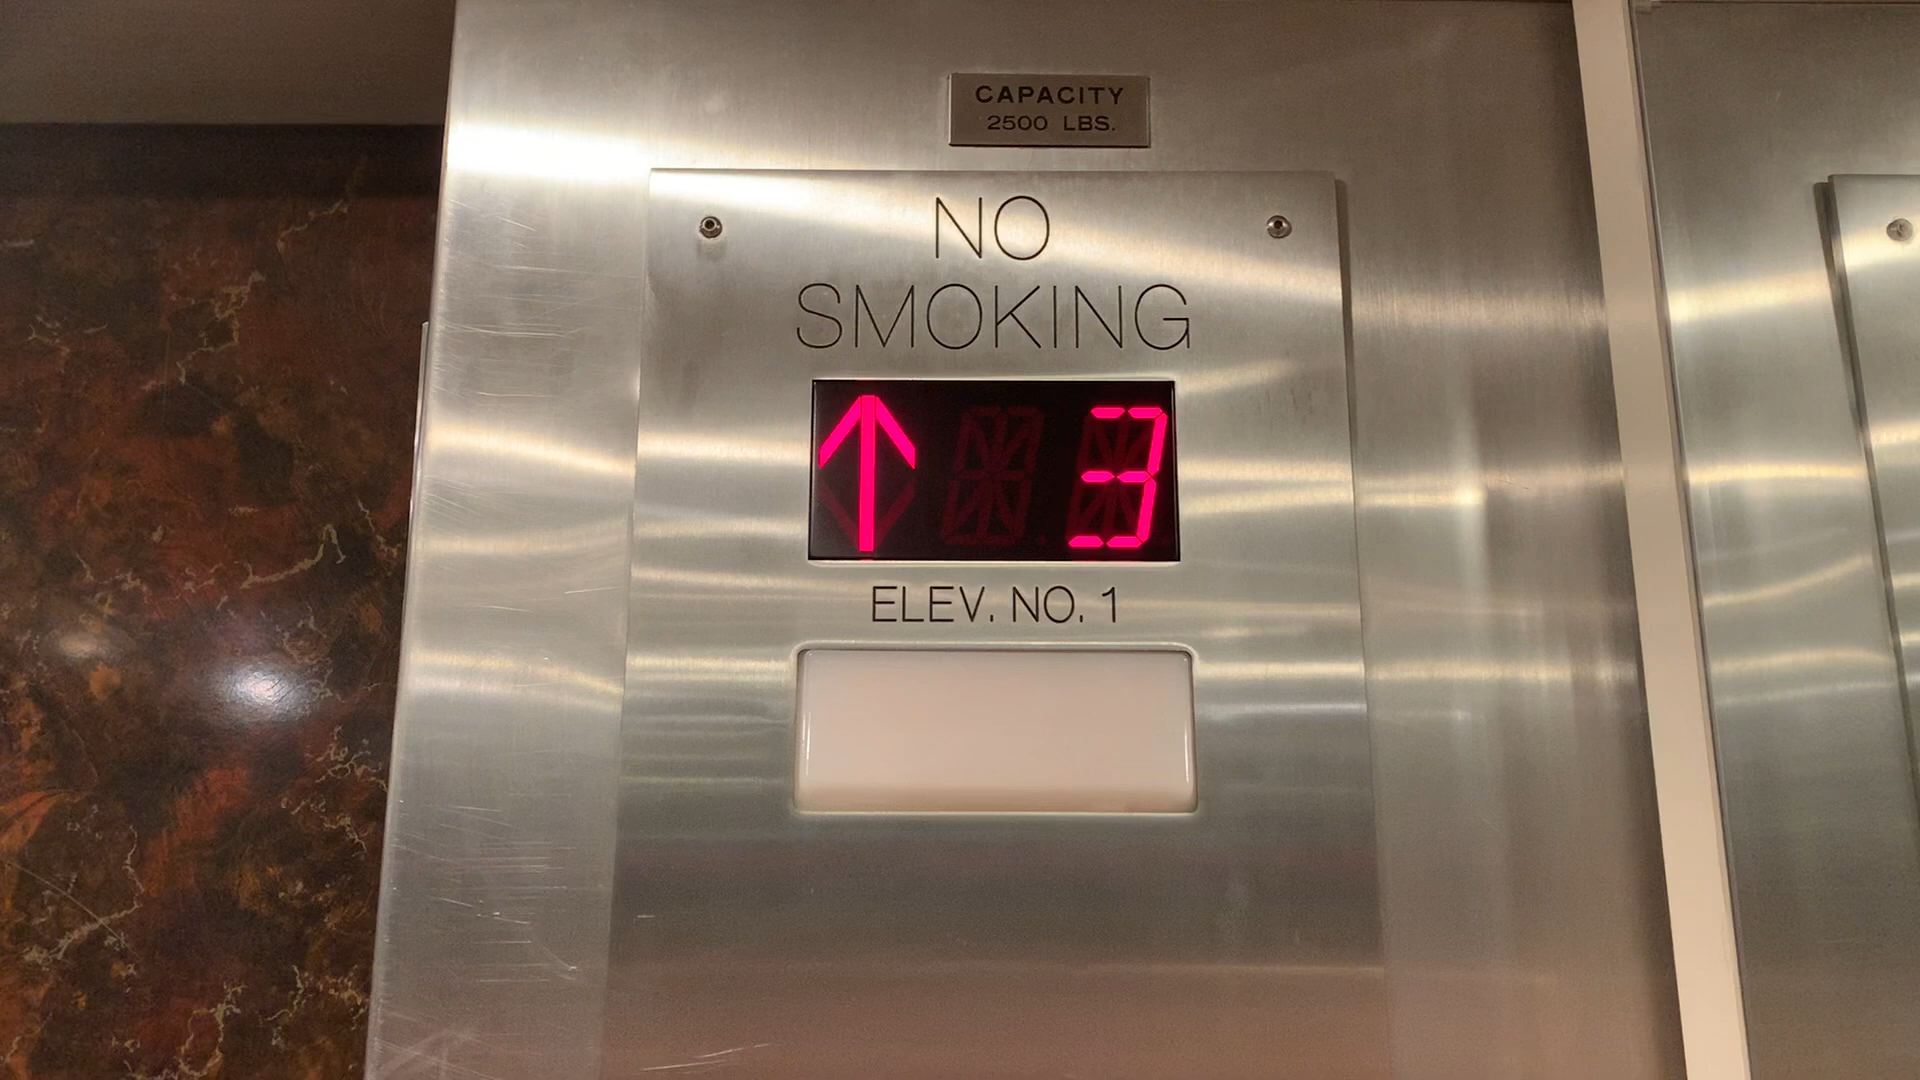 CAPACITY
2500 LBS.
NO
SMOKING
↑ 3
ELEV. NO. 1